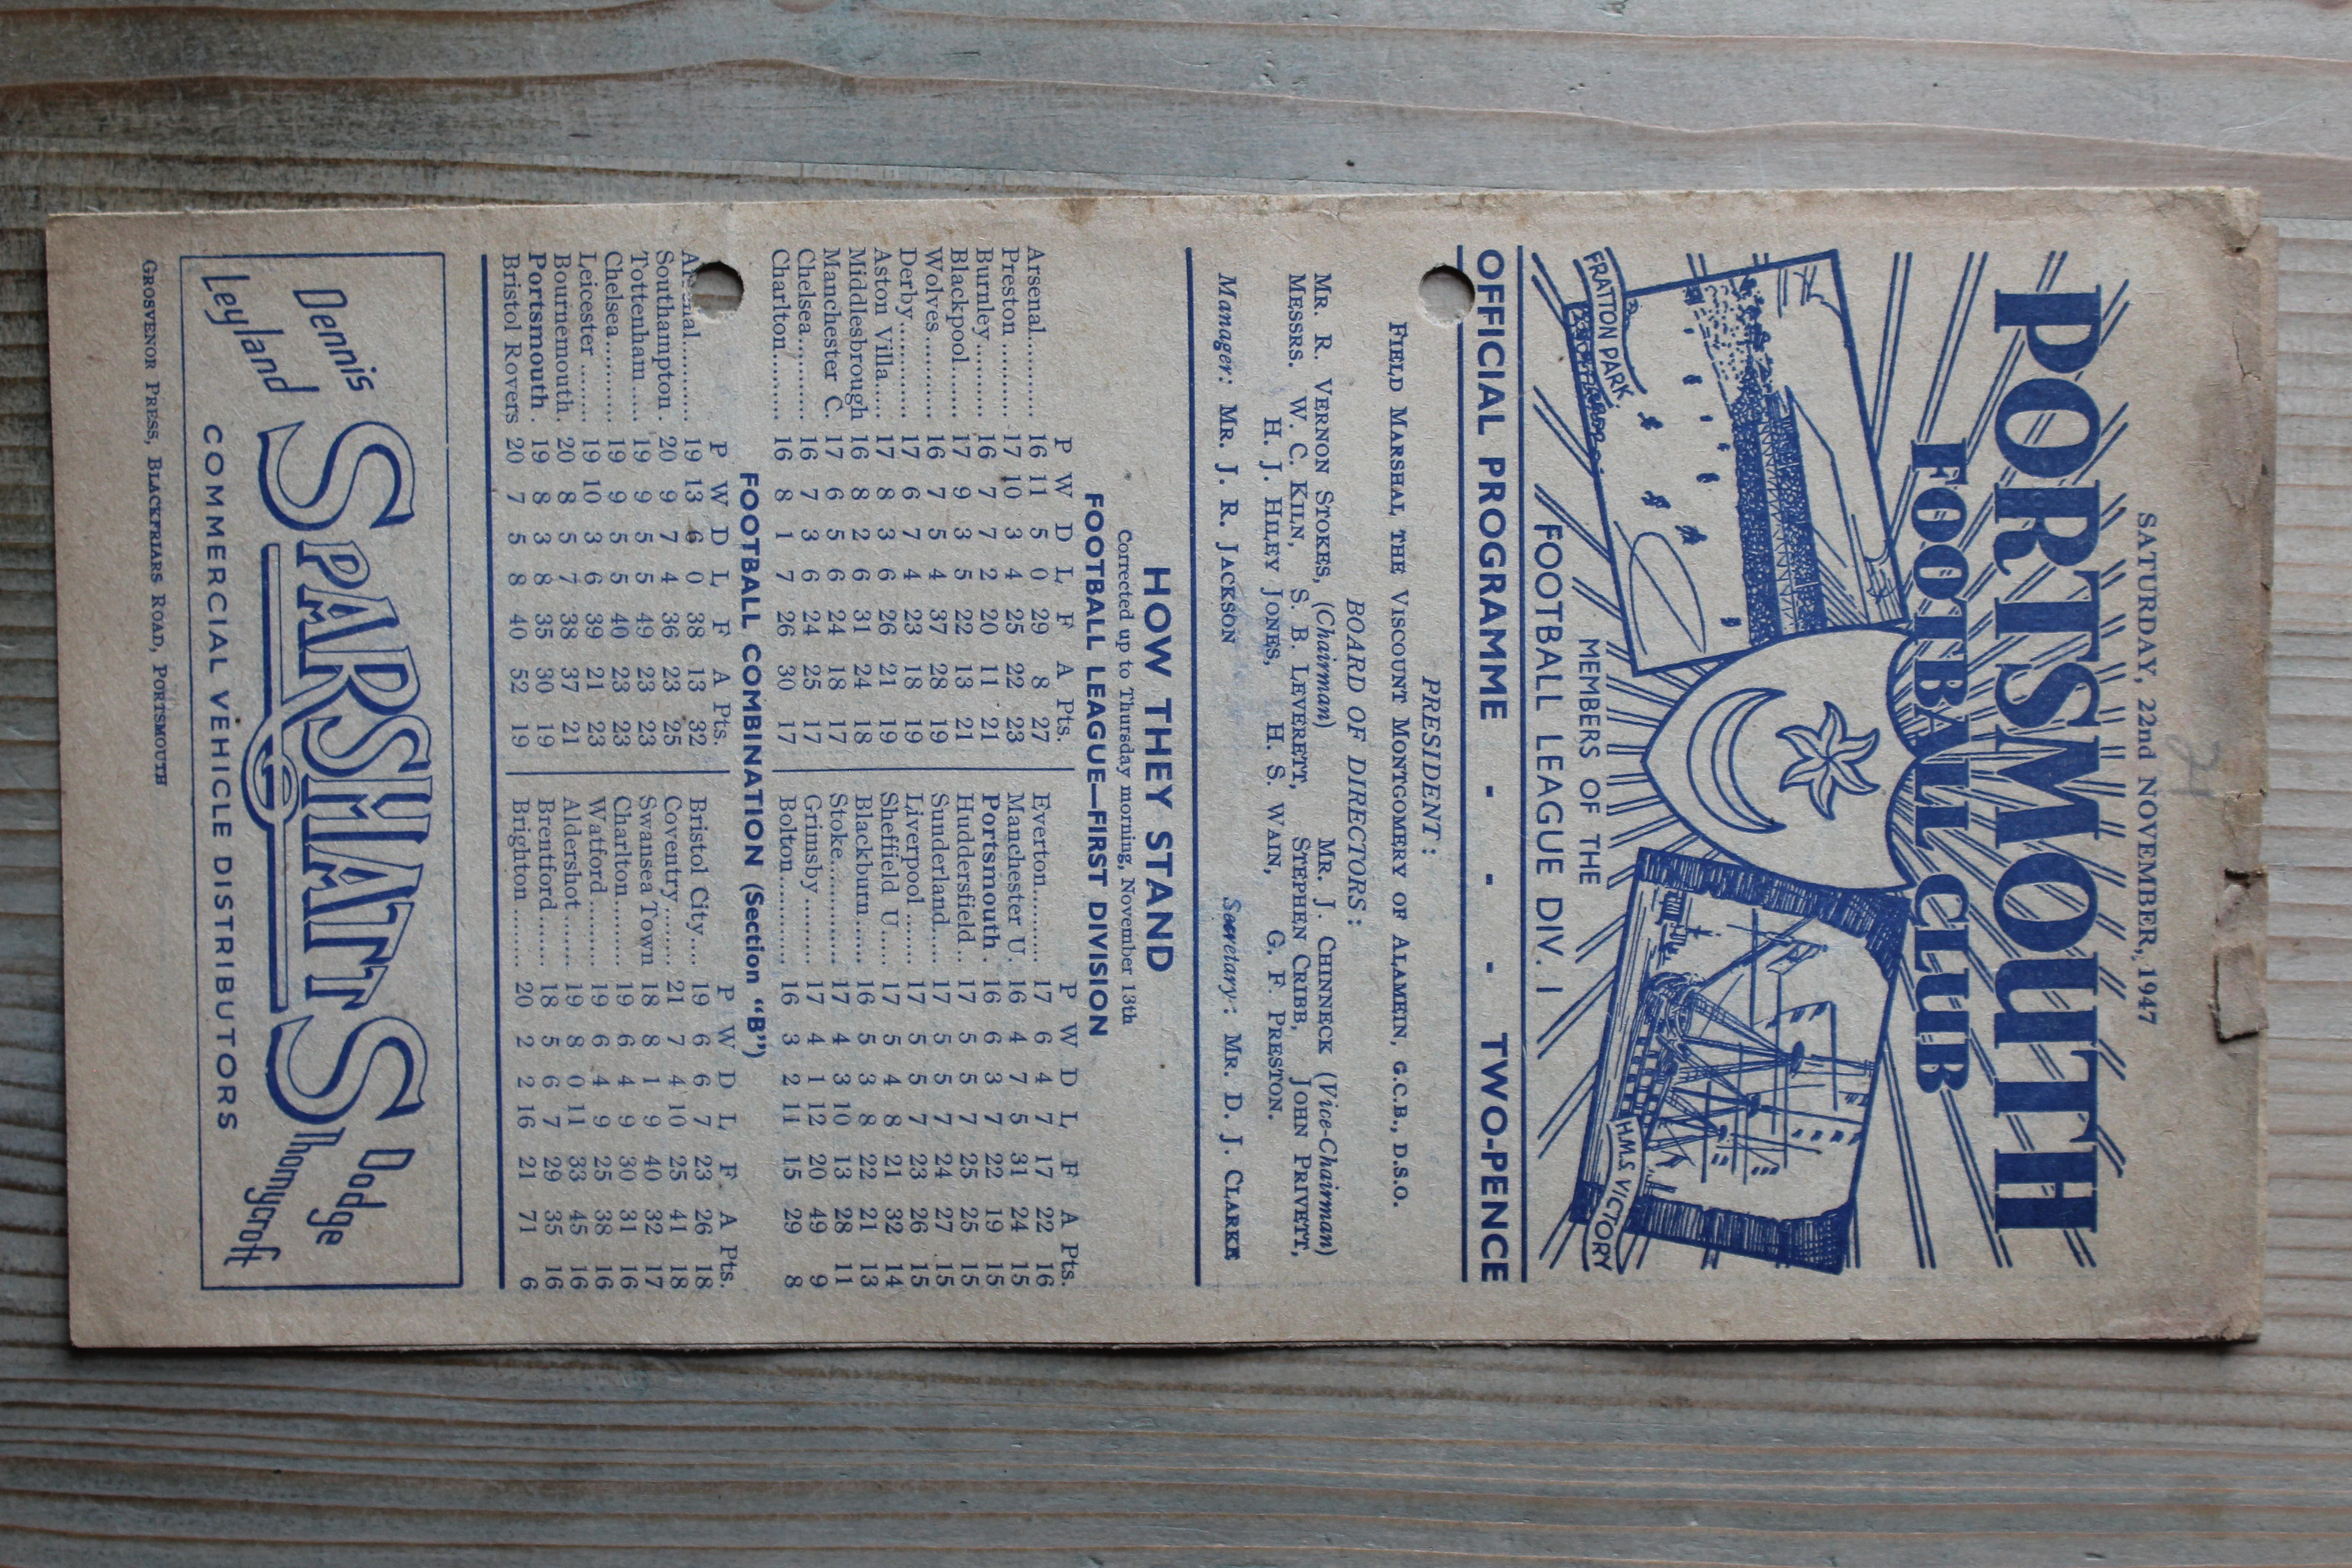 21
SATURDAY, 22nd NOVEMBER, 1947
PORTSMOUTH
FOOTBALL CLUB
FRATTON PARK
H.M.S. VICTORY
MEMBERS OF THE
FOOTBALL LEAGUE DIV. 1
OFFICIAL PROGRAMME - - - TWO-PENCE
PRESIDENT:
FIELD MARSHAL THE VISCOUNT MONTGOMERY OF ALAMEIN, G.C.B., D.S.O.
BOARD OF DIRECTORS:
MR. R. VERNON STOKES, (Chairman) MR. J. CHINNECK (Vice-Chairman)
MESSRS. W. C. KILN, S. B. LEVERETT, STEPHEN CRIBB, JOHN PRIVETT,
H. J. HILEY JONES, H. S. WAIN, G. F. PRESTON.
Manager: MR. J. R. JACKSON Secretary: MR. D. J. CLARKE
HOW THEY STAND
Corrected up to Thursday morning, November 13th
FOOTBALL LEAGUE—FIRST DIVISION
P W D L F A Pts. P W D L F A Pts.
Arsenal........... 16 11 5 0 29 8 27 Everton.......... 17 6 4 7 17 22 16
Preston .......... 17 10 3 4 25 22 23 Manchester U. 16 4 7 5 31 24 15
Burnley.......... 16 7 7 2 20 11 21 Portsmouth . 16 6 3 7 22 19 15
Blackpool........ 17 9 3 5 22 13 21 Huddersfield .. 17 5 5 7 25 25 15
Wolves............ 16 7 5 4 37 28 19 Sunderland..... 17 5 5 7 24 27 15
Derby............. 17 6 7 4 23 18 19 Liverpool ....... 17 5 5 7 23 26 15
Aston Villa..... 17 8 3 6 26 21 19 Sheffield U..... 17 5 4 8 21 32 14
Middlesbrough 16 8 2 6 31 24 18 Blackburn...... 16 5 3 8 22 21 13
Manchester C. 17 6 5 6 24 18 17 Stoke............. 17 4 3 10 13 28 11
Chelsea........... 16 7 3 6 24 25 17 Grimsby ......... 17 4 1 12 20 49 9
Charlton.......... 16 8 1 7 26 30 17 Bolton............ 16 3 2 11 15 29 8
FOOTBALL COMBINATION (Section "B")
P W D L F A Pts. P W D L F A Pts.
Arsenal........... 19 13 6 0 38 13 32 Bristol City.... 19 6 6 7 23 26 18
Southampton . 20 9 7 4 36 23 25 Coventry......... 21 7 4 10 25 41 18
Tottenham ..... 19 9 5 5 49 23 23 Swansea Town 18 8 1 9 40 32 17
Chelsea........... 19 9 5 5 40 23 23 Charlton.......... 19 6 4 9 30 31 16
Leicester ......... 19 10 3 6 39 21 23 Watford .......... 19 6 4 9 25 38 16
Bournemouth. 20 8 5 7 38 37 21 Aldershot ........ 19 8 0 11 33 45 16
Portsmouth . 19 8 3 8 35 30 19 Brentford........ 18 5 6 7 29 35 16
Bristol Rovers 20 7 5 8 40 52 19 Brighton ........ 20 2 2 16 21 71 6
Dennis
Leyland
SPARSHATTS
Dodge
Thornycroft
COMMERCIAL VEHICLE DISTRIBUTORS
GROSVENOR PRESS, BLACKFRIARS ROAD, PORTSMOUTH